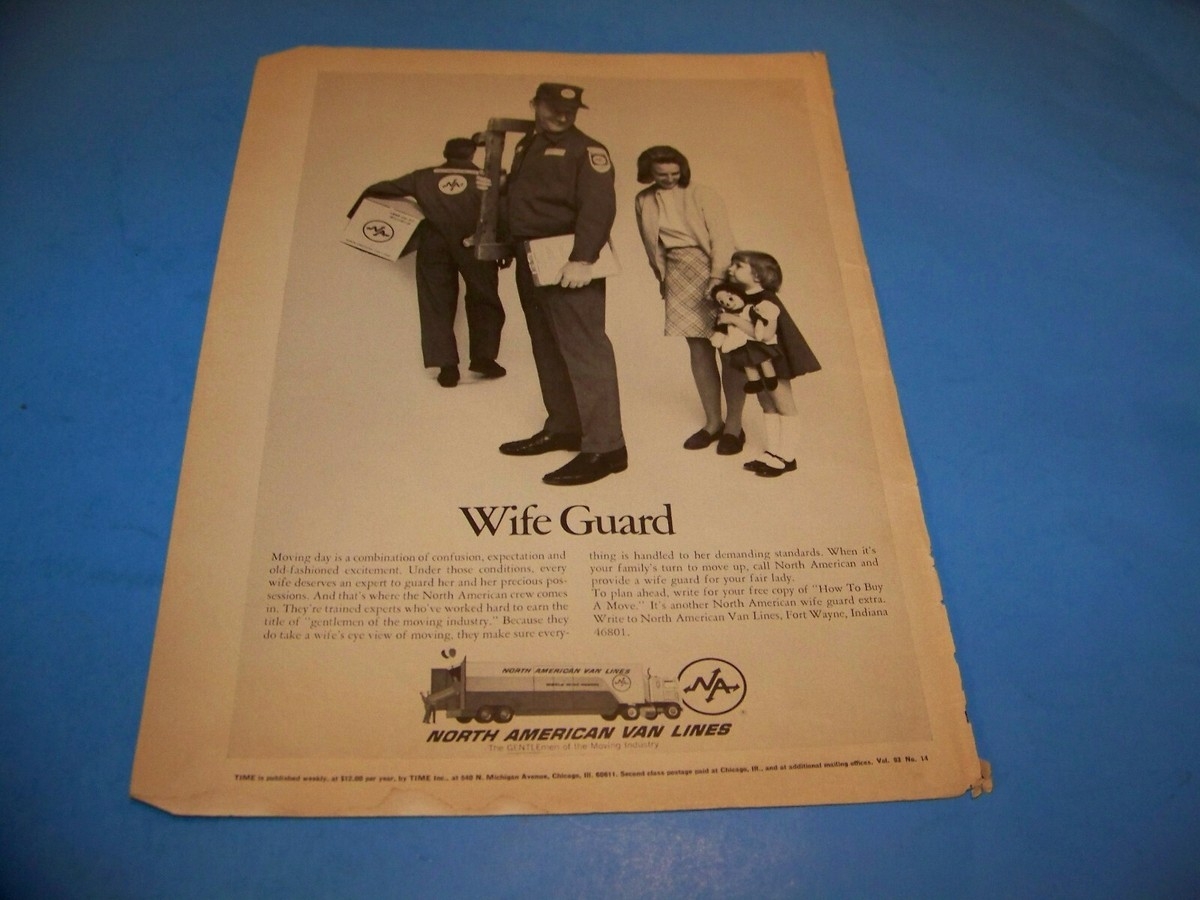 Wife Guard
Moving day is a combination of confusion, expectation and
old-fashioned excitement. Under those conditions, every
wife deserves an expert to guard her and her precious pos-
sessions. And that's where the North American crew comes
in. They're trained experts who've worked hard to earn the
title of "gentlemen of the moving industry." Because they
do take a wife's eye view of moving, they make sure every-
thing is handled to her demanding standards. When it's
your family's turn to move up, call North American and
provide a wife guard for your fair lady.
To plan ahead, write for your free copy of "How To Buy
A Move." It's another North American wife guard extra.
Write to North American Van Lines, Fort Wayne, Indiana
46801.
NORTH AMERICAN VAN LINES
NA
NORTH AMERICAN VAN LINES
The GENTLEmen of the Moving Industry
TIME is published weekly, at $12.00 per year, by TIME Inc., at 540 N. Michigan Avenue, Chicago, Ill. 60611. Second class postage paid at Chicago, Ill., and at additional mailing offices. Vol. 93 No. 14